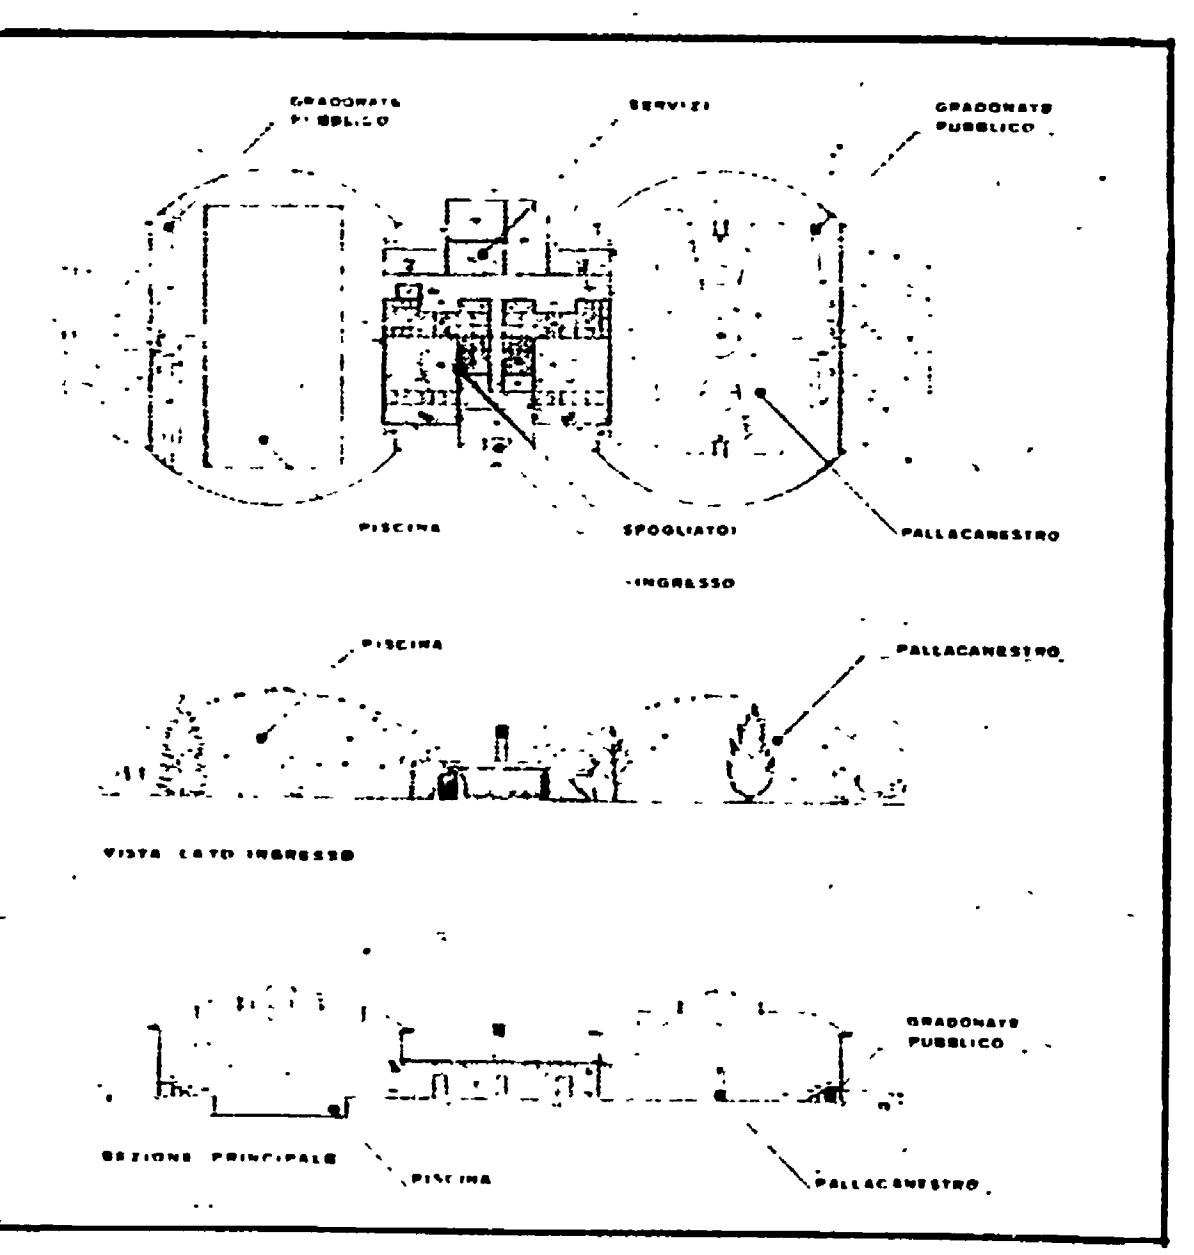 GRADONATE
PUBBLICO
SERVIZI
GRADONATE
PUBBLICO
PISCINA
SPOGLIATOI
INGRESSO
PALLACANESTRO
PISCINA
PALLACANESTRO
VISTA LATO INGRESSO
GRADONATE
PUBBLICO
SEZIONE PRINCIPALE
PISCINA
PALLACANESTRO